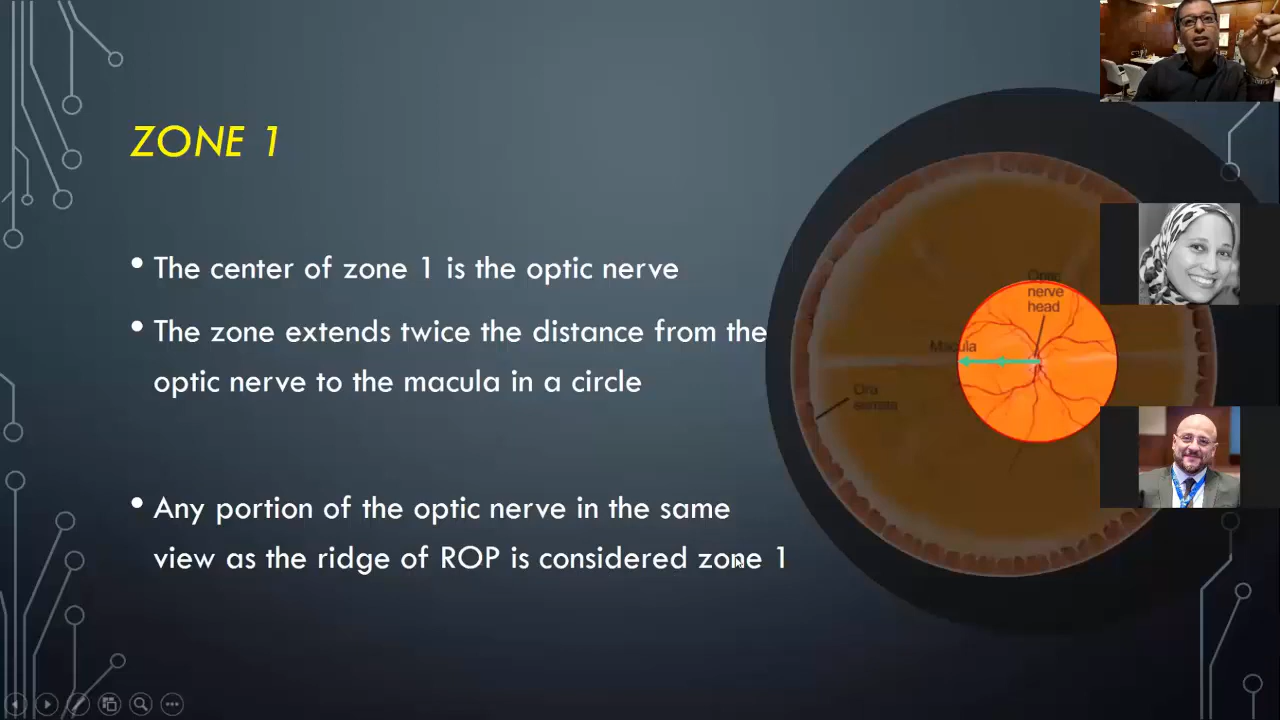 ZONE 1
• The center of zone 1 is the optic nerve
• The zone extends twice the distance from the
optic nerve to the macula in a circle
• Any portion of the optic nerve in the same
view as the ridge of ROP is considered zone 1
Optic
nerve
head
Macula
Ora
serrata